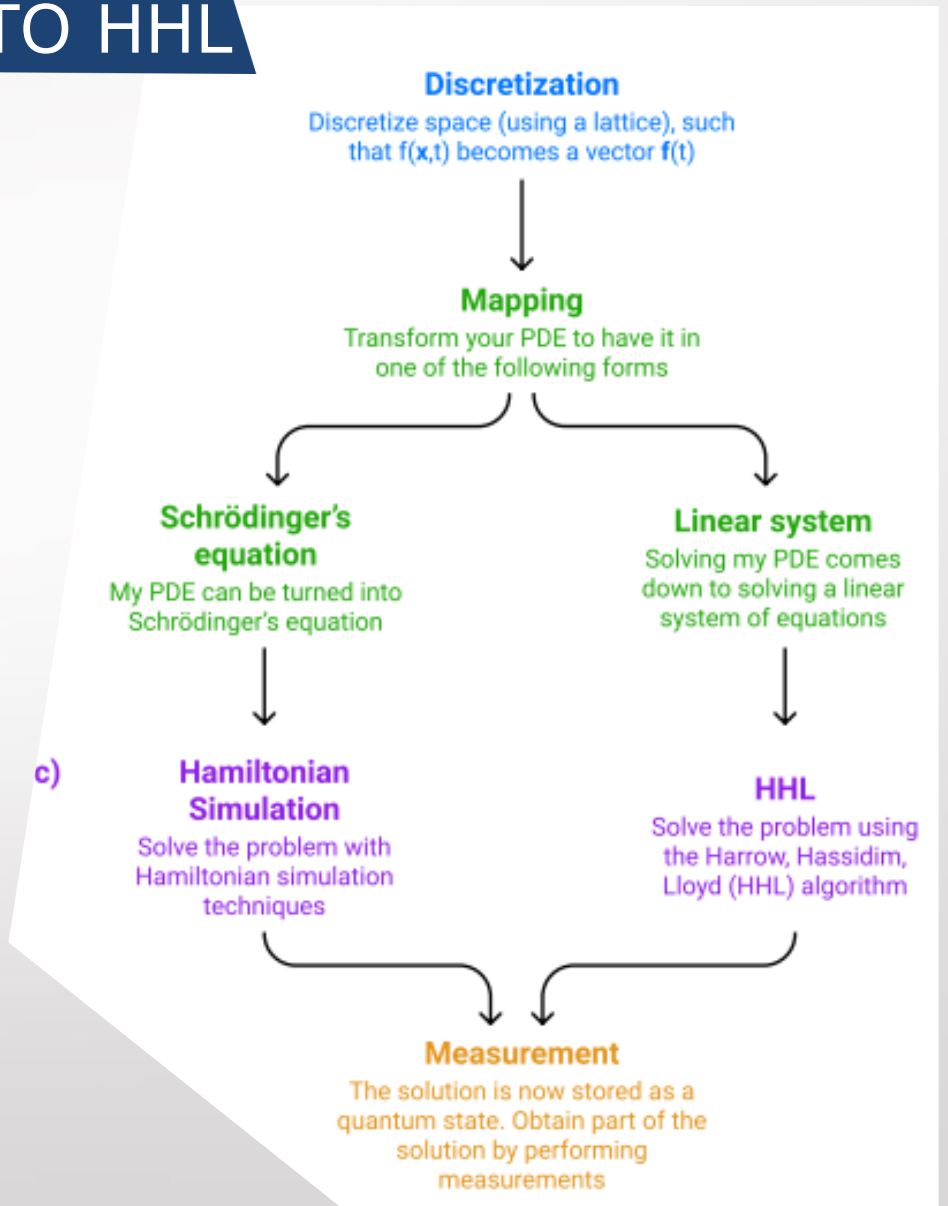 TO HHL
Discretization
Discretize space (using a lattice), such
that f(x,t) becomes a vector f(t)
Mapping
Transform your PDE to have it in
one of the following forms
Schrödinger's
equation
My PDE can be turned into
Schrödinger's equation
Linear system
Solving my PDE comes
down to solving a linear
system of equations
c)
Hamiltonian
Simulation
Solve the problem with
Hamiltonian simulation
techniques
HHL
Solve the problem using
the Harrow, Hassidim,
Lloyd (HHL) algorithm
Measurement
The solution is now stored as a
quantum state. Obtain part of the
solution by performing
measurements